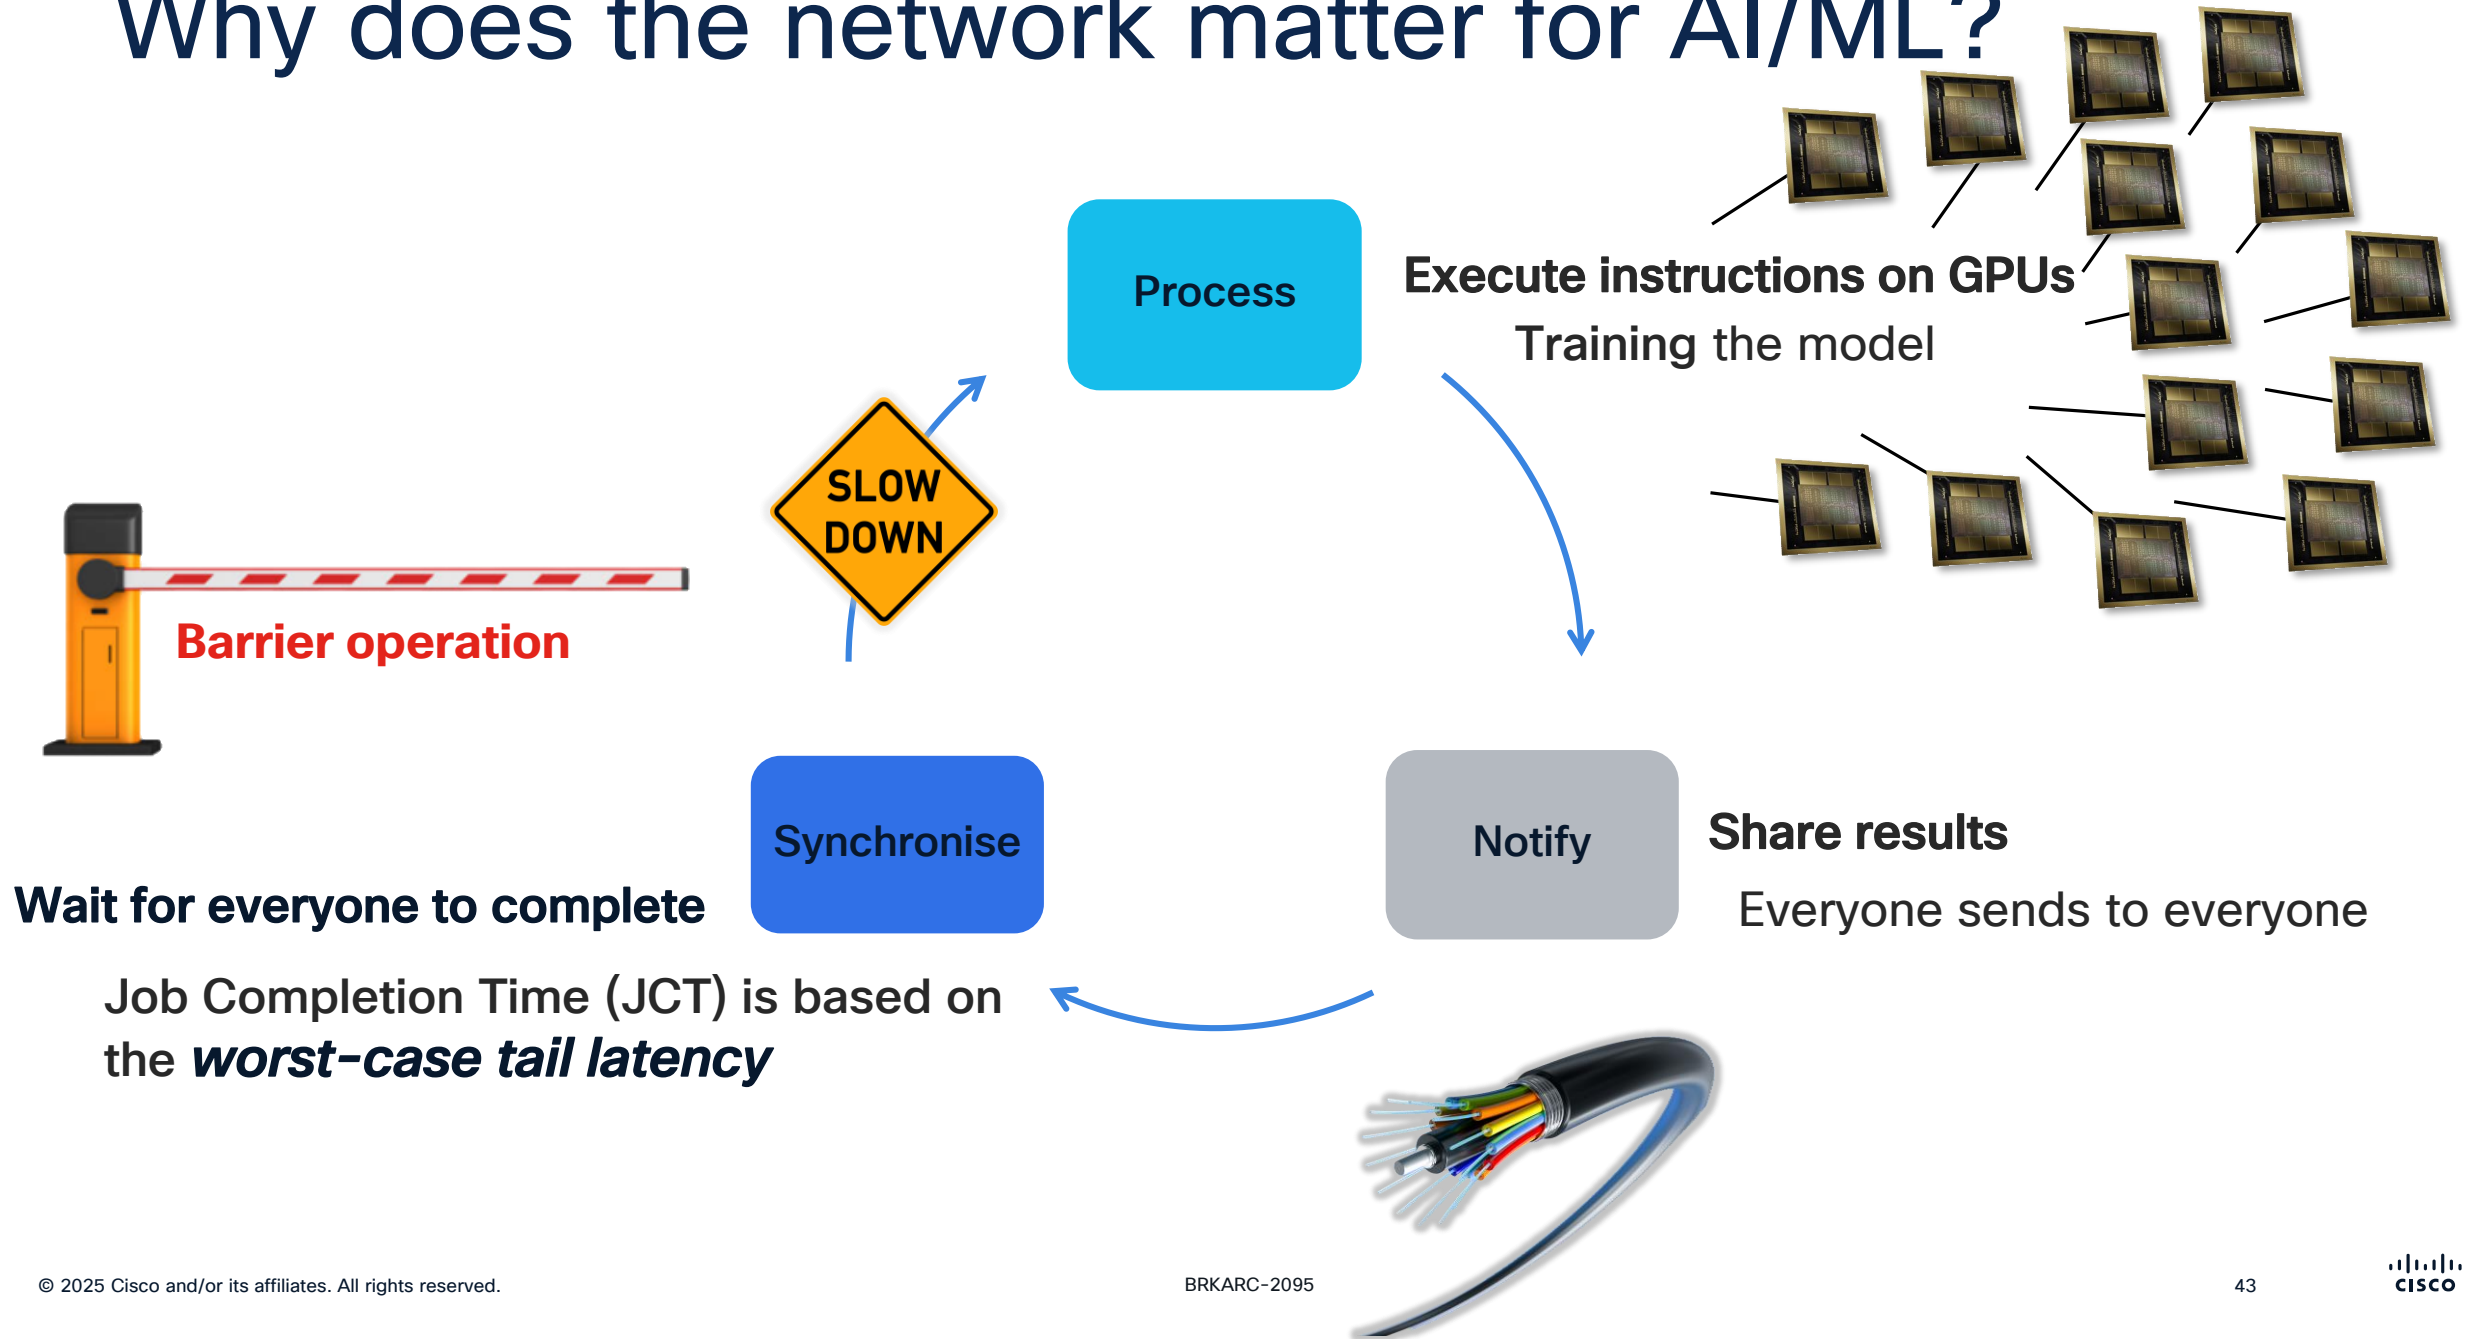 Why does the network matter for AI/ML?
Process
Execute instructions on GPUs
Training the model
SLOW
DOWN
Barrier operation
Synchronise
Notify
Share results
Everyone sends to everyone
Wait for everyone to complete
Job Completion Time (JCT) is based on
the worst-case tail latency
© 2025 Cisco and/or its affiliates. All rights reserved.
BRKARC-2095
43
CISCO